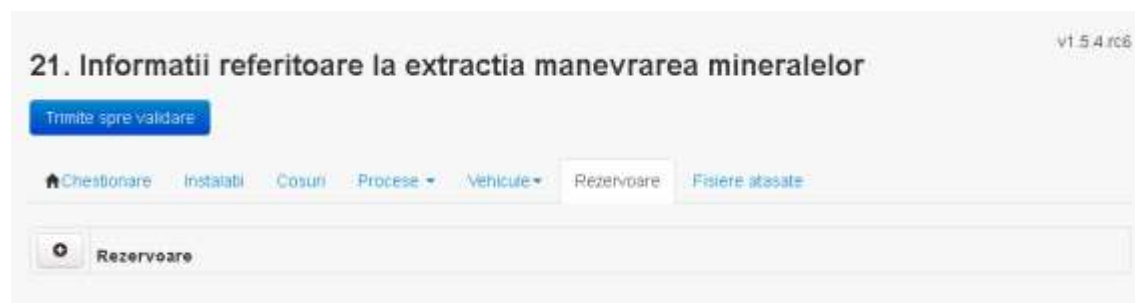 v1.5.4.rc6
21. Informatii referitoare la extractia manevrarea mineralelor
Trimite spre validare
Chestionare Instalatii Cosuri Procese Vehicule Rezervoare Fisiere atasate
Rezervoare